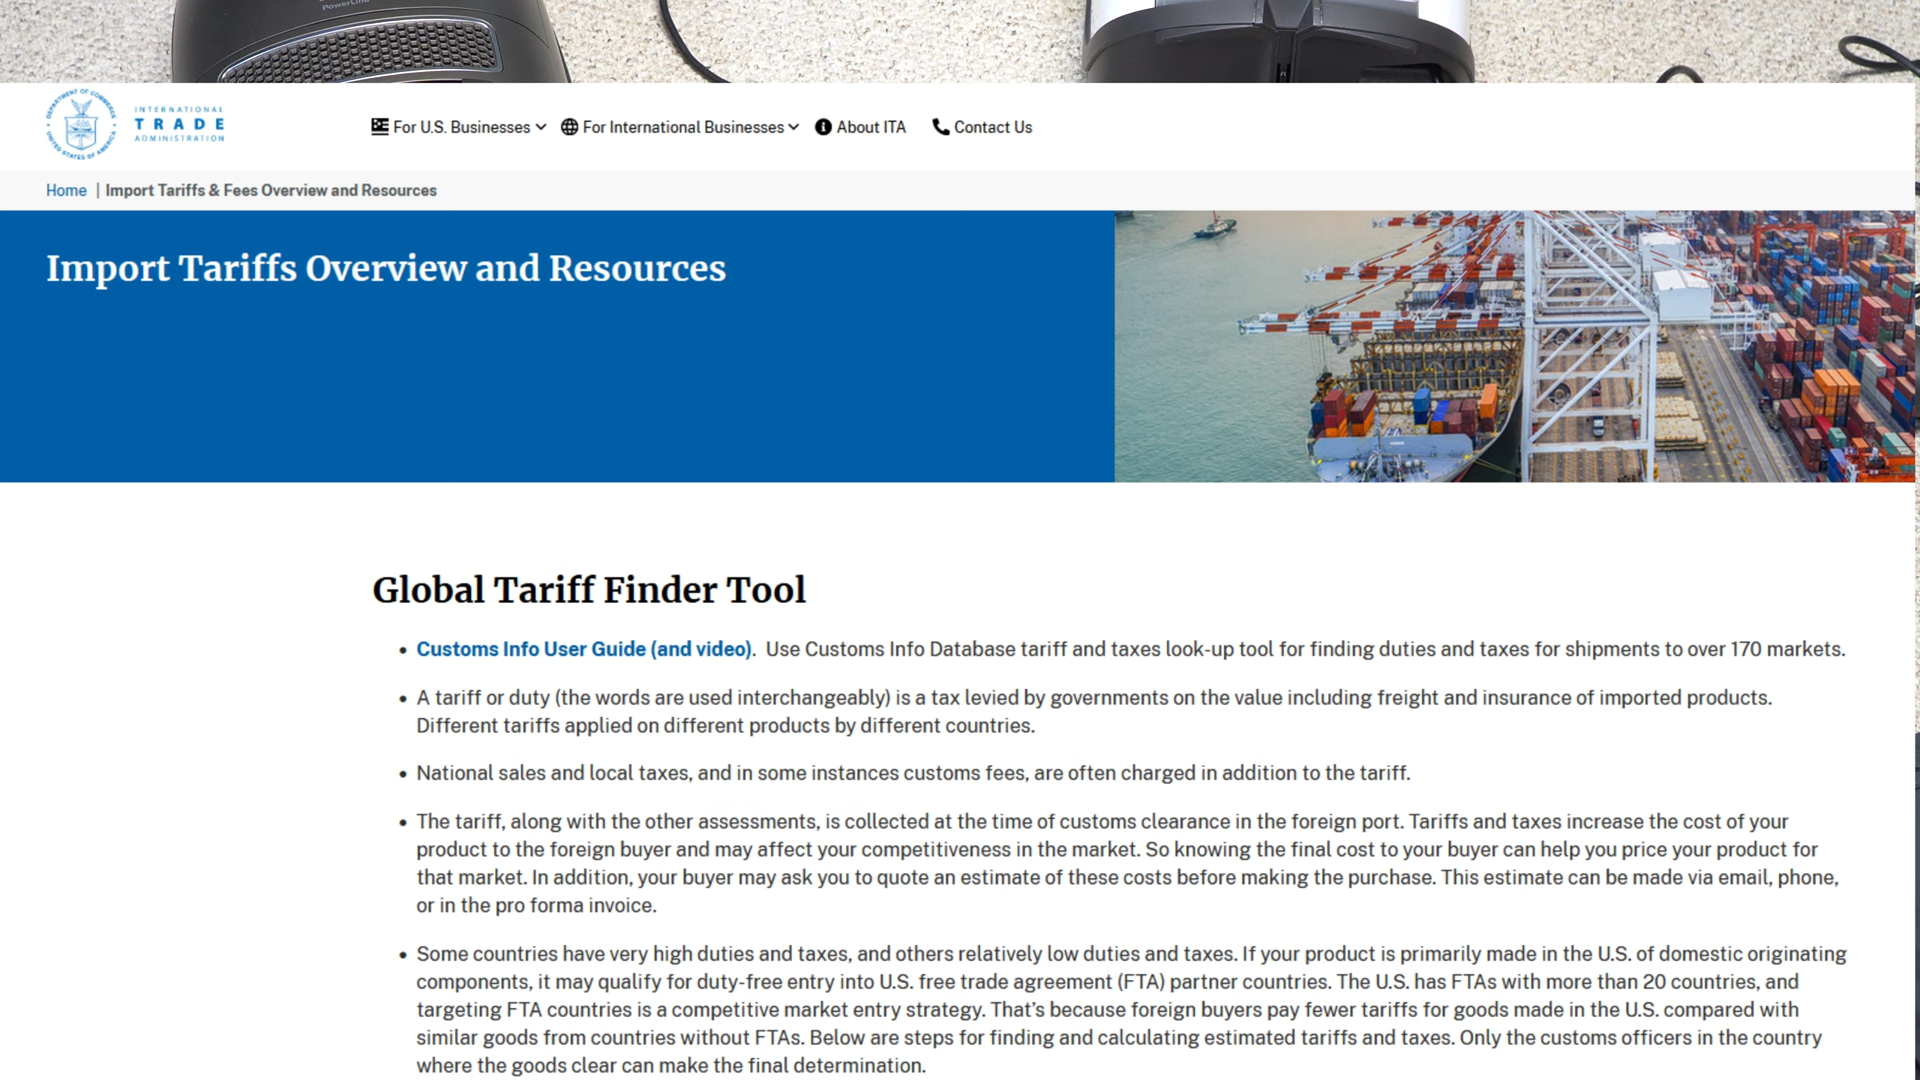 PowerLine
DEPARTMENT OF COMMERCE
UNITED STATES OF AMERICA
INTERNATIONAL
TRADE
ADMINISTRATION
For U.S. Businesses
For International Businesses
About ITA
Contact Us
Home | Import Tariffs & Fees Overview and Resources
Import Tariffs Overview and Resources
Global Tariff Finder Tool
• Customs Info User Guide (and video). Use Customs Info Database tariff and taxes look-up tool for finding duties and taxes for shipments to over 170 markets.
• A tariff or duty (the words are used interchangeably) is a tax levied by governments on the value including freight and insurance of imported products.
Different tariffs applied on different products by different countries.
• National sales and local taxes, and in some instances customs fees, are often charged in addition to the tariff.
• The tariff, along with the other assessments, is collected at the time of customs clearance in the foreign port. Tariffs and taxes increase the cost of your
product to the foreign buyer and may affect your competitiveness in the market. So knowing the final cost to your buyer can help you price your product for
that market. In addition, your buyer may ask you to quote an estimate of these costs before making the purchase. This estimate can be made via email, phone,
or in the pro forma invoice.
• Some countries have very high duties and taxes, and others relatively low duties and taxes. If your product is primarily made in the U.S. of domestic originating
components, it may qualify for duty-free entry into U.S. free trade agreement (FTA) partner countries. The U.S. has FTAs with more than 20 countries, and
targeting FTA countries is a competitive market entry strategy. That's because foreign buyers pay fewer tariffs for goods made in the U.S. compared with
similar goods from countries without FTAs. Below are steps for finding and calculating estimated tariffs and taxes. Only the customs officers in the country
where the goods clear can make the final determination.